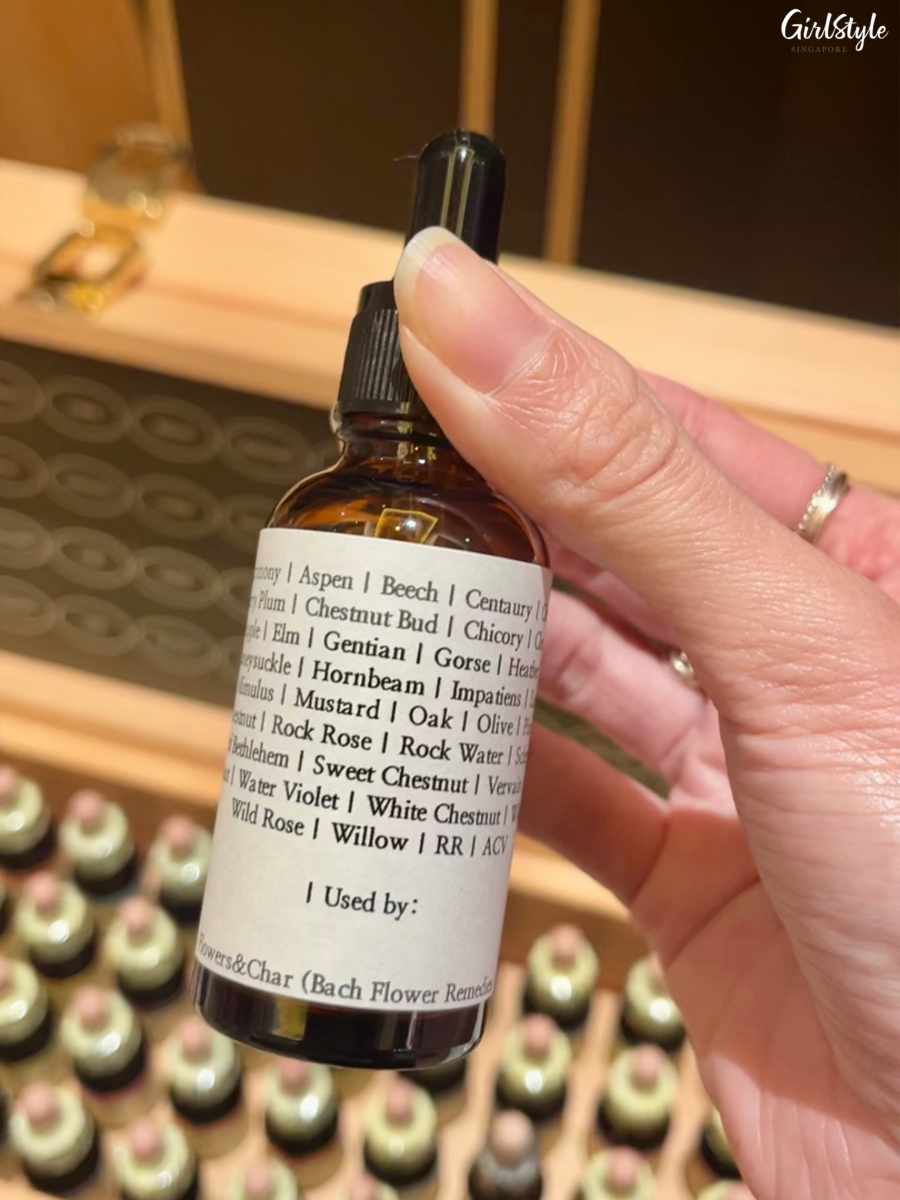 GirlStyle
SINGAPORE
| Aspen | Beech | Centaury |
Plum | Chestnut Bud | Chicory |
| Elm | Gentian | Gorse |
| Hornbeam | Impatiens |
| Mustard | Oak | Olive |
| Rock Rose | Rock Water |
Bethlehem | Sweet Chestnut |
| Water Violet | White Chestnut |
Wild Rose | Willow | RR | ACV
| Used by:
Flowers&Char (Bach Flower